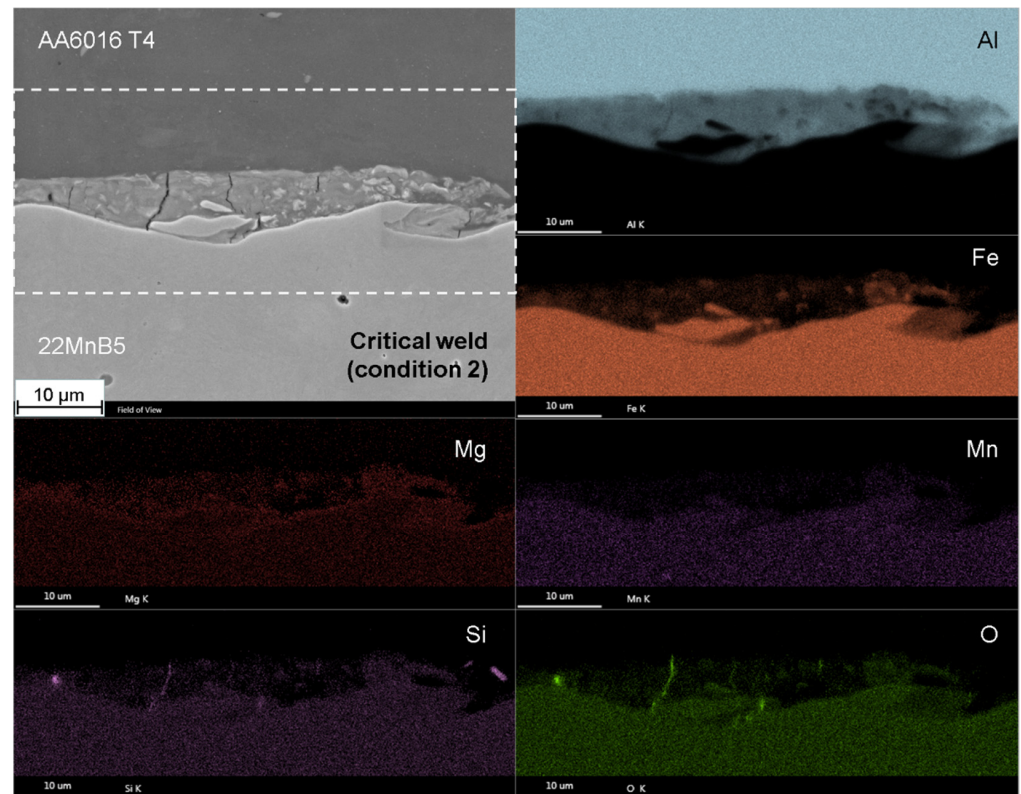 AA6016 T4
22MnB5
Critical weld
(condition 2)
10 µm
Field of View
Al
10 um
Al K
Fe
10 um
Fe K
Mg
10 um
Mg K
Mn
10 um
Mn K
Si
10 um
Si K
O
10 um
O K